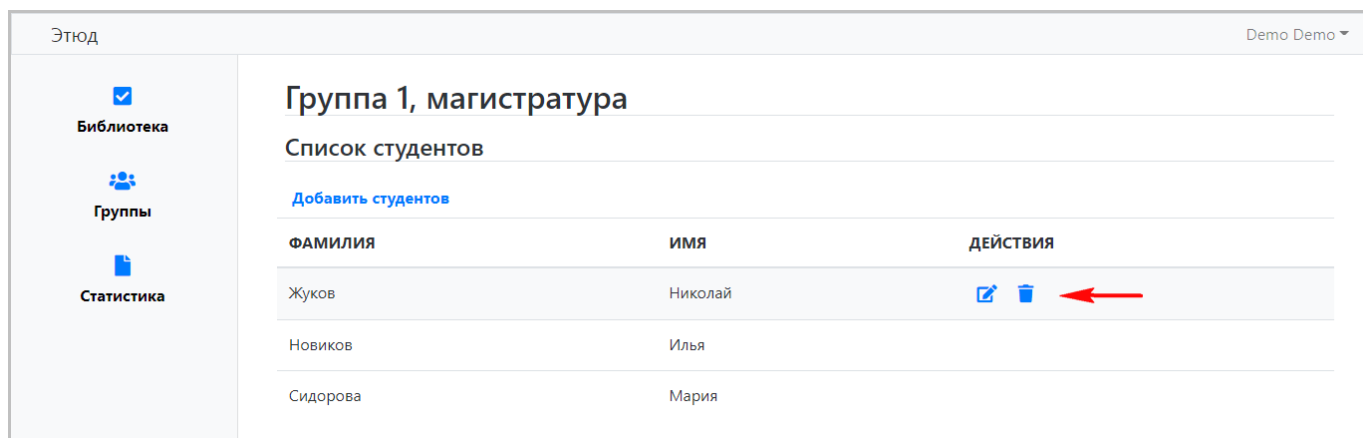 Этюд
Demo Demo
Библиотека
Группы
Статистика
Группа 1, магистратура
Список студентов
Добавить студентов
ФАМИЛИЯ ИМЯ ДЕЙСТВИЯ
Жуков Николай
Новиков Илья
Сидорова Мария